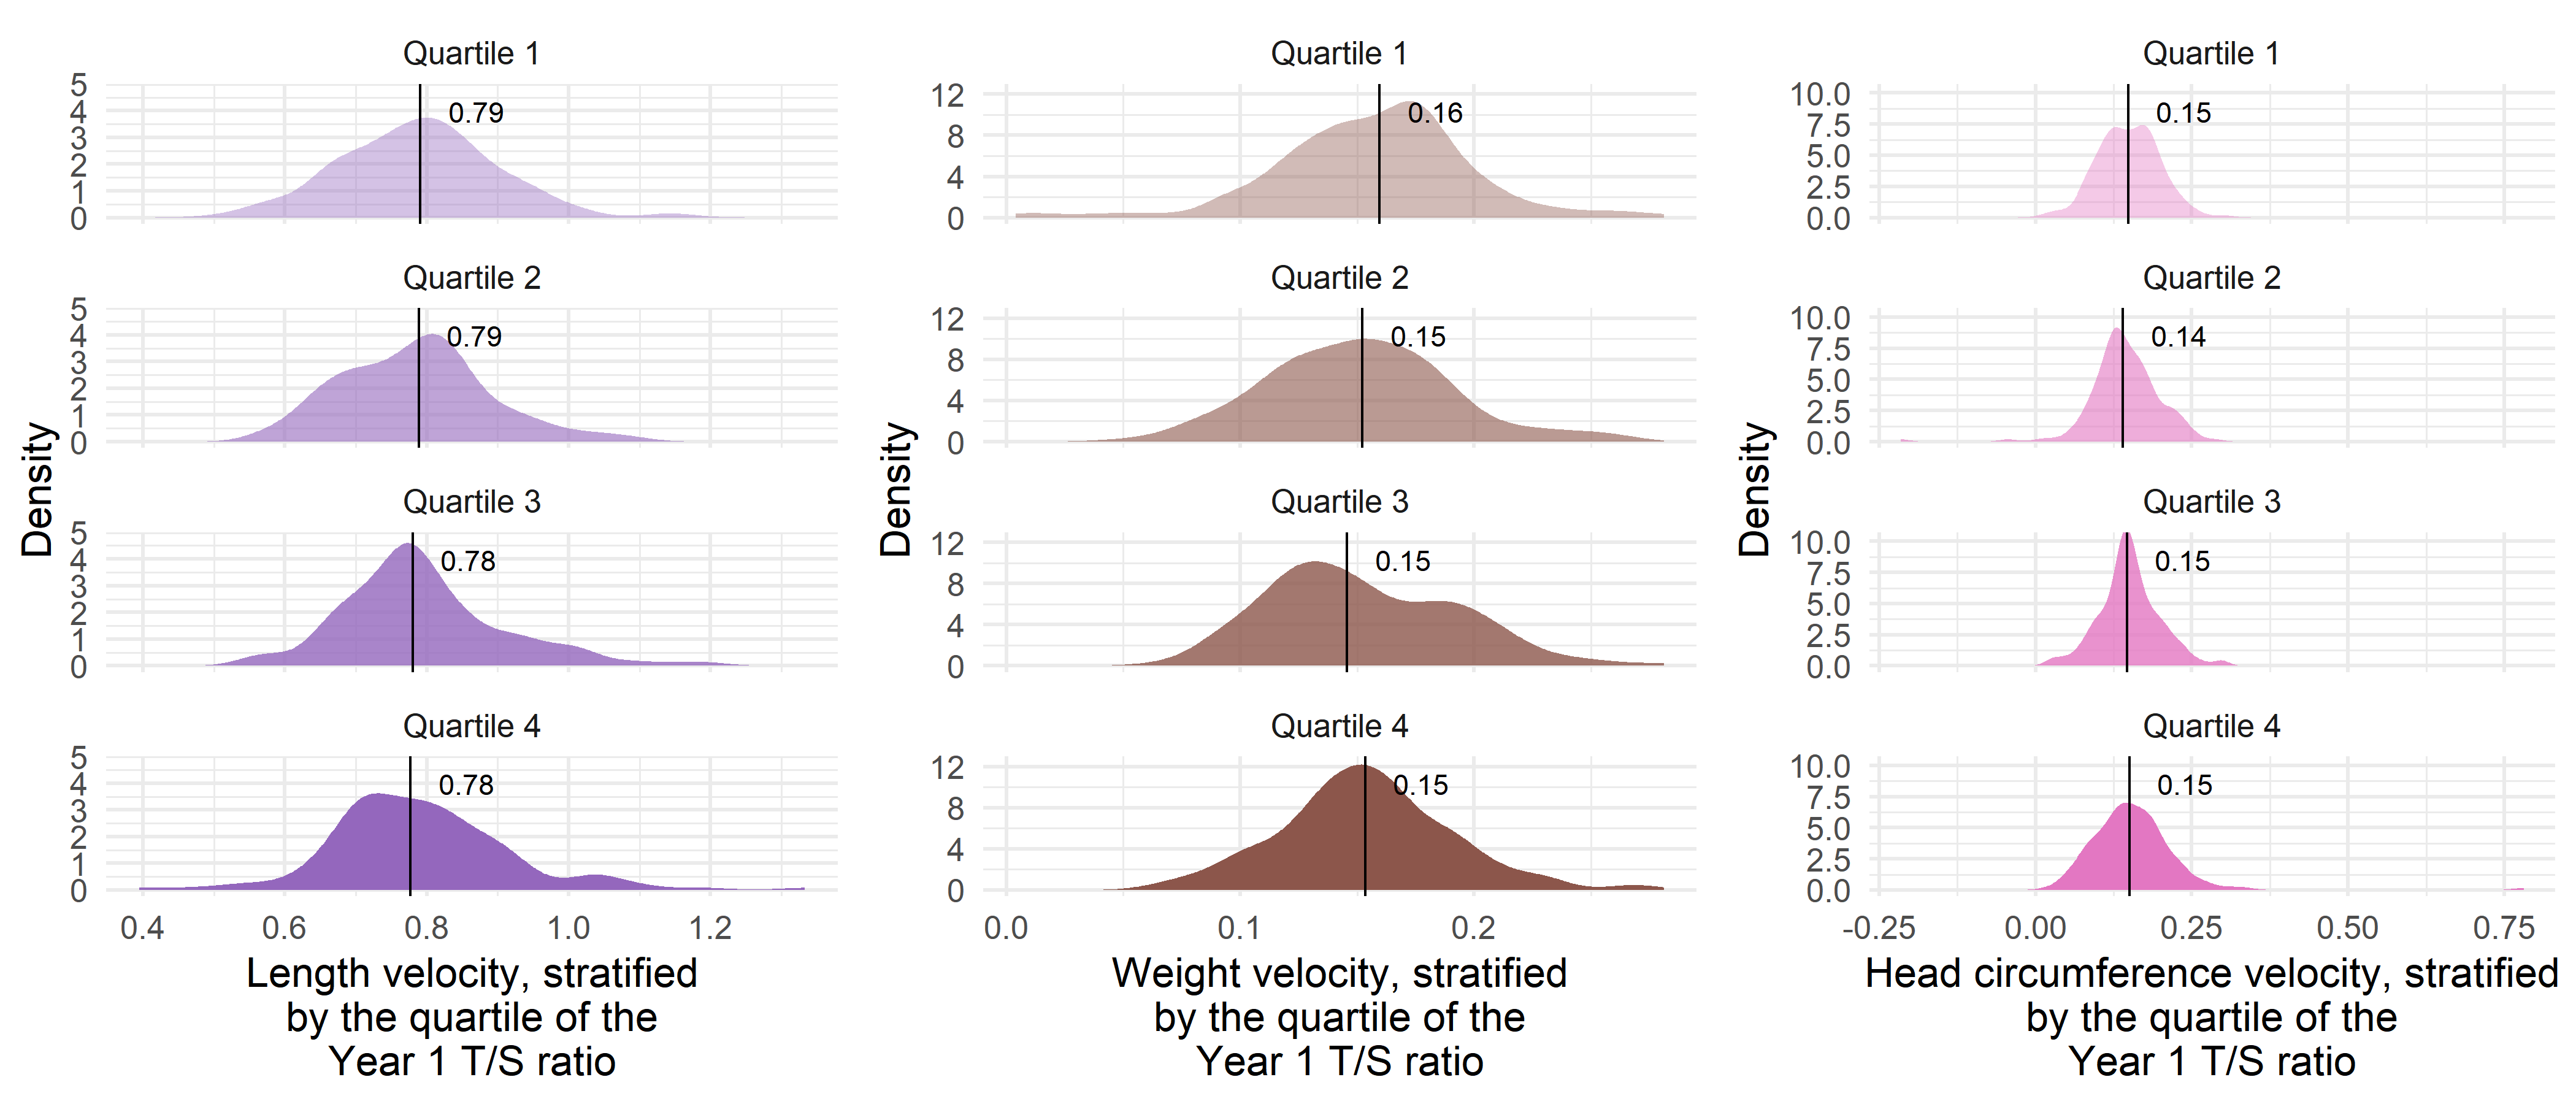 Quartile 1
5
4
3
2
1
0
0.79
Quartile 2
5
4
3
2
1
0
0.79
Quartile 3
5
4
3
2
1
0
0.78
Quartile 4
5
4
3
2
1
0
0.78
Density
0.4 0.6 0.8 1.0 1.2
Length velocity, stratified
by the quartile of the
Year 1 T/S ratio
Quartile 1
12
8
4
0
0.16
Quartile 2
12
8
4
0
0.15
Quartile 3
12
8
4
0
0.15
Quartile 4
12
8
4
0
0.15
Density
0.0 0.1 0.2
Weight velocity, stratified
by the quartile of the
Year 1 T/S ratio
Quartile 1
10.0
7.5
5.0
2.5
0.0
0.15
Quartile 2
10.0
7.5
5.0
2.5
0.0
0.14
Quartile 3
10.0
7.5
5.0
2.5
0.0
0.15
Quartile 4
10.0
7.5
5.0
2.5
0.0
0.15
Density
-0.25 0.00 0.25 0.50 0.75
Head circumference velocity, stratified
by the quartile of the
Year 1 T/S ratio